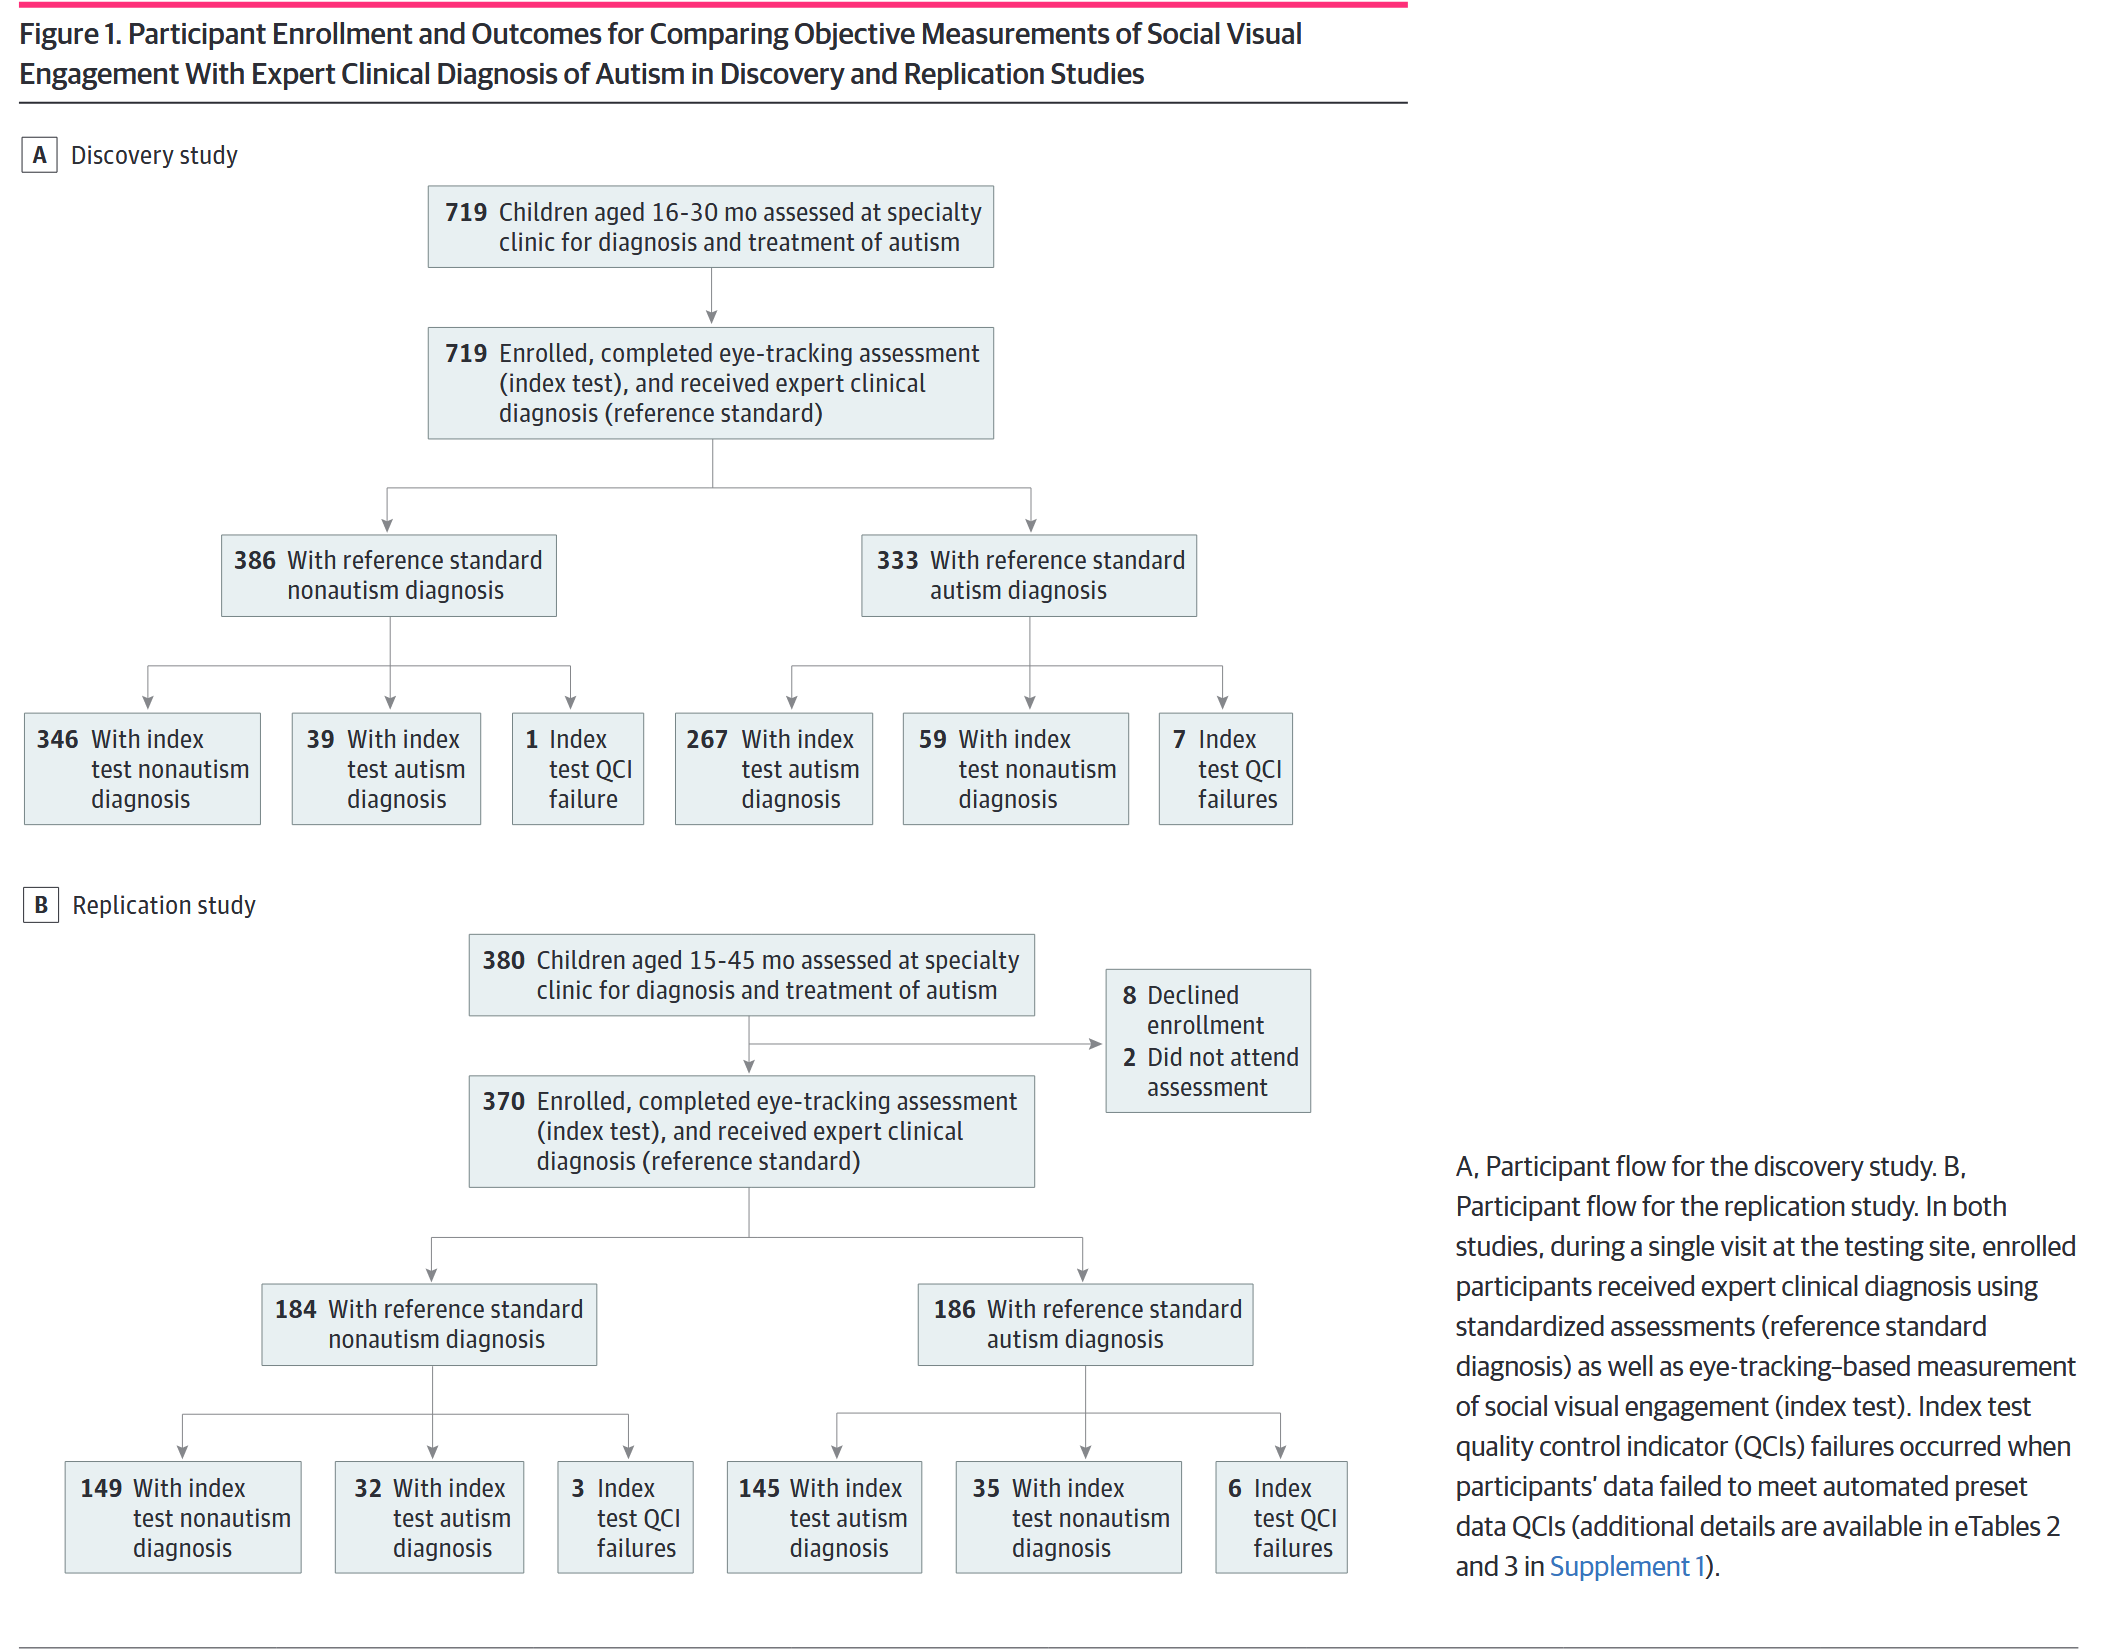 Figure 1. Participant Enrollment and Outcomes for Comparing Objective Measurements of Social Visual
Engagement With Expert Clinical Diagnosis of Autism in Discovery and Replication Studies
A Discovery study
719 Children aged 16-30 mo assessed at specialty
clinic for diagnosis and treatment of autism
719 Enrolled, completed eye-tracking assessment
(index test), and received expert clinical
diagnosis (reference standard)
386 With reference standard
nonautism diagnosis
333 With reference standard
autism diagnosis
346 With index
test nonautism
diagnosis
39 With index
test autism
diagnosis
1 Index
test QCI
failure
267 With index
test autism
diagnosis
59 With index
test nonautism
diagnosis
7 Index
test QCI
failures
B Replication study
380 Children aged 15-45 mo assessed at specialty
clinic for diagnosis and treatment of autism
8 Declined
enrollment
2 Did not attend
assessment
370 Enrolled, completed eye-tracking assessment
(index test), and received expert clinical
diagnosis (reference standard)
184 With reference standard
nonautism diagnosis
186 With reference standard
autism diagnosis
149 With index
test nonautism
diagnosis
32 With index
test autism
diagnosis
3 Index
test QCI
failures
145 With index
test autism
diagnosis
35 With index
test nonautism
diagnosis
6 Index
test QCI
failures
A, Participant flow for the discovery study. B,
Participant flow for the replication study. In both
studies, during a single visit at the testing site, enrolled
participants received expert clinical diagnosis using
standardized assessments (reference standard
diagnosis) as well as eye-tracking–based measurement
of social visual engagement (index test). Index test
quality control indicator (QCIs) failures occurred when
participants’ data failed to meet automated preset
data QCIs (additional details are available in eTables 2
and 3 in Supplement 1).